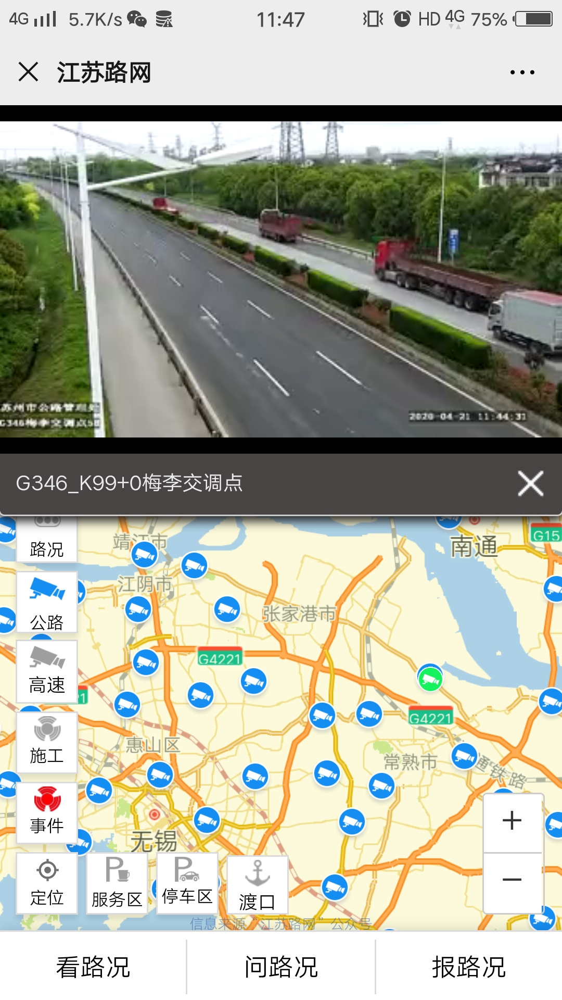 4G 5.7K/s 11:47 HD 4G 75%
江苏路网
苏州市公路管理处
G346梅李交调点
2020-04-21 11:44:31
G346_K99+0梅李交调点
路况
公路
高速
施工
事件
定位
服务区
停车区
渡口
靖江市
江阴市
张家港市
南通
G15
G4221
G4221
惠山区
常熟市
通铁路
无锡
+
−
信息来源“江苏路网”公众号
看路况
问路况
报路况